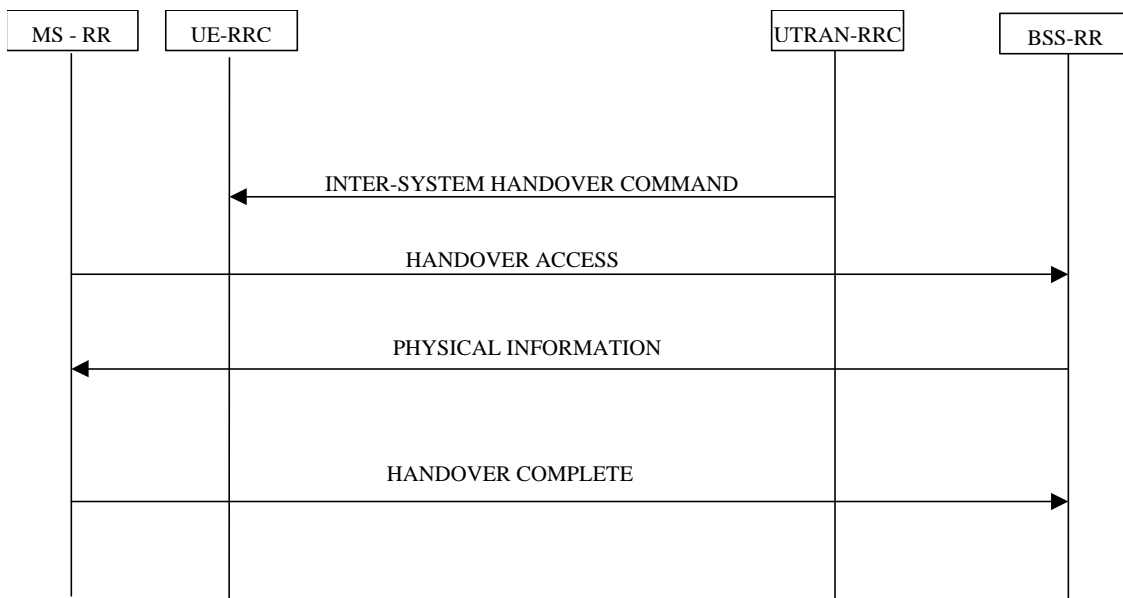 MS - RR
UE-RRC
UTRAN-RRC
BSS-RR
INTER-SYSTEM HANDOVER COMMAND
HANDOVER ACCESS
PHYSICAL INFORMATION
HANDOVER COMPLETE